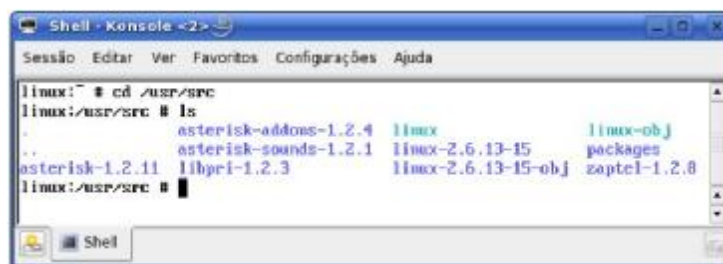 Shell - Konsole <2>
Sessão Editar Ver Favoritos Configurações Ajuda
linux:~ # cd /usr/src
linux:/usr/src # ls
. asterisk-addons-1.2.4 linux linux-obj
.. asterisk-sounds-1.2.1 linux-2.6.13-15 packages
asterisk-1.2.11 libpri-1.2.3 linux-2.6.13-15-obj zaptel-1.2.8
linux:/usr/src #
Shell